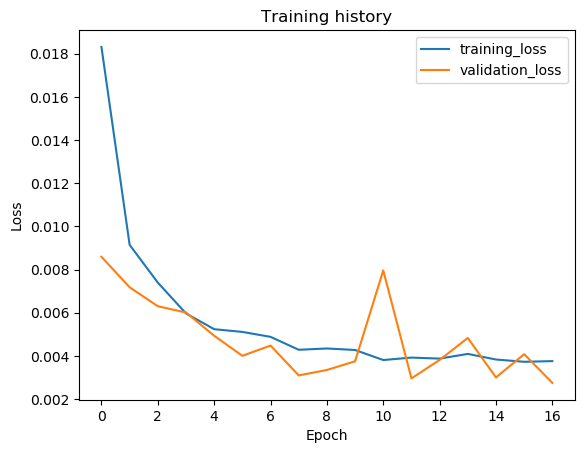 Training history
training_loss
validation_loss
0.018
0.016
0.014
0.012
0.010
0.008
0.006
0.004
0.002
Loss
0 2 4 6 8 10 12 14 16
Epoch